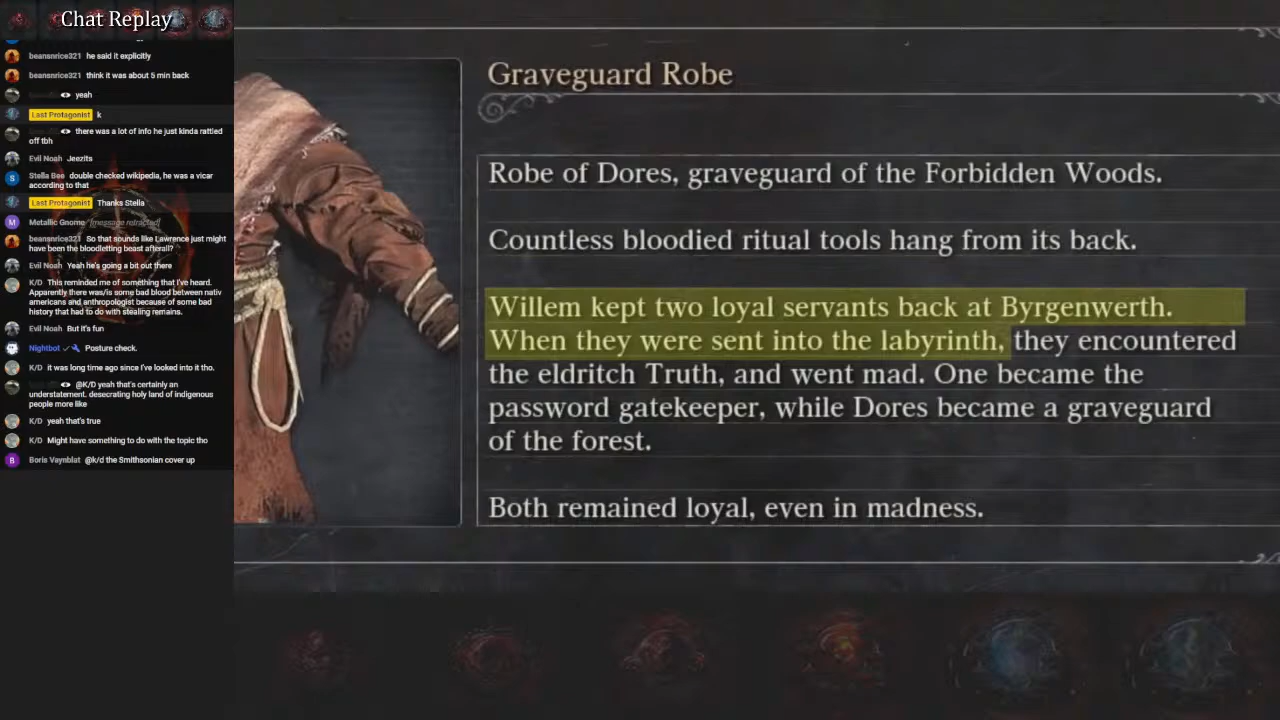 Chat Replay
beansnrice321 he said it explicitly
beansnrice321 think it was about 5 min back
yeah
Last Protagonist k
there was a lot of info he just kinda rattled
off tbh
Evil Noah Jeezits
Stella Bee double checked wikipedia, he was a vicar
according to that
Last Protagonist Thanks Stella
Metallic Gnome [message retracted]
beansnrice321 So that sounds like Lawrence just might
have been the bloodletting beast afterall?
Evil Noah Yeah he's going a bit out there
K/D This reminded me of something that I've heard.
Apparently there was/is some bad blood between nativ
americans and anthropologist because of some bad
history that had to do with stealing remains.
Evil Noah But it's fun
Nightbot Posture check.
K/D it was long time ago since I've looked into it tho.
@K/D yeah that's certainly an
understatement. desecrating holy land of indigenous
people more like
K/D yeah that's true
K/D Might have something to do with the topic tho
Boris Vaynblat @k/d the Smithsonian cover up
Graveguard Robe
Robe of Dores, graveguard of the Forbidden Woods.
Countless bloodied ritual tools hang from its back.
Willem kept two loyal servants back at Byrgenwerth.
When they were sent into the labyrinth, they encountered
the eldritch Truth, and went mad. One became the
password gatekeeper, while Dores became a graveguard
of the forest.
Both remained loyal, even in madness.